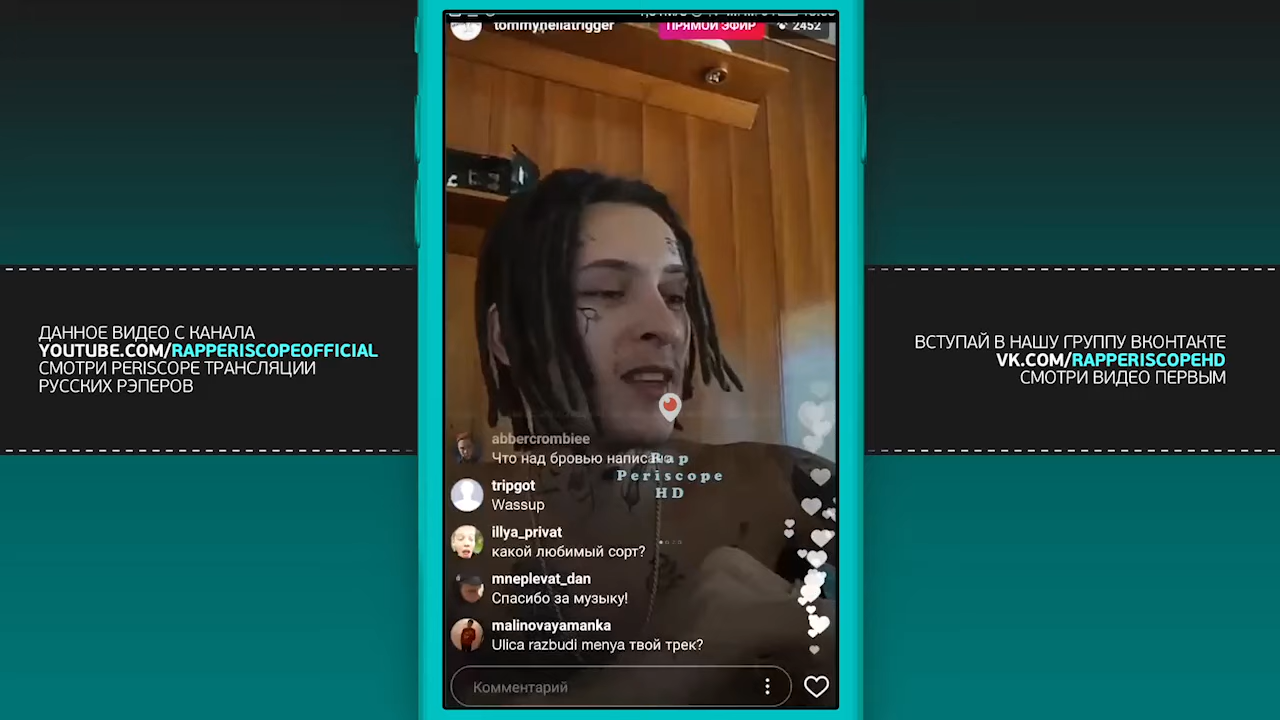 tommyhellatrigger
ПРЯМОЙ ЭФИР
2452
ДАННОЕ ВИДЕО С КАНАЛА
YOUTUBE.COM/RAPPERISCOPEOFFICIAL
СМОТРИ PERISCOPE ТРАНСЛЯЦИИ
РУССКИХ РЭПЕРОВ
ВСТУПАЙ В НАШУ ГРУППУ ВКОНТАКТЕ
VK.COM/RAPPERISCOPEHD
СМОТРИ ВИДЕО ПЕРВЫМ
abbercrombiee
Что над бровью написано
Rap
Periscope
HD
tripgot
Wassup
illya_privat
какой любимый сорт?
mneplevat_dan
Спасибо за музыку!
malinovayamanka
Ulica razbudi menya твой трек?
Комментарий